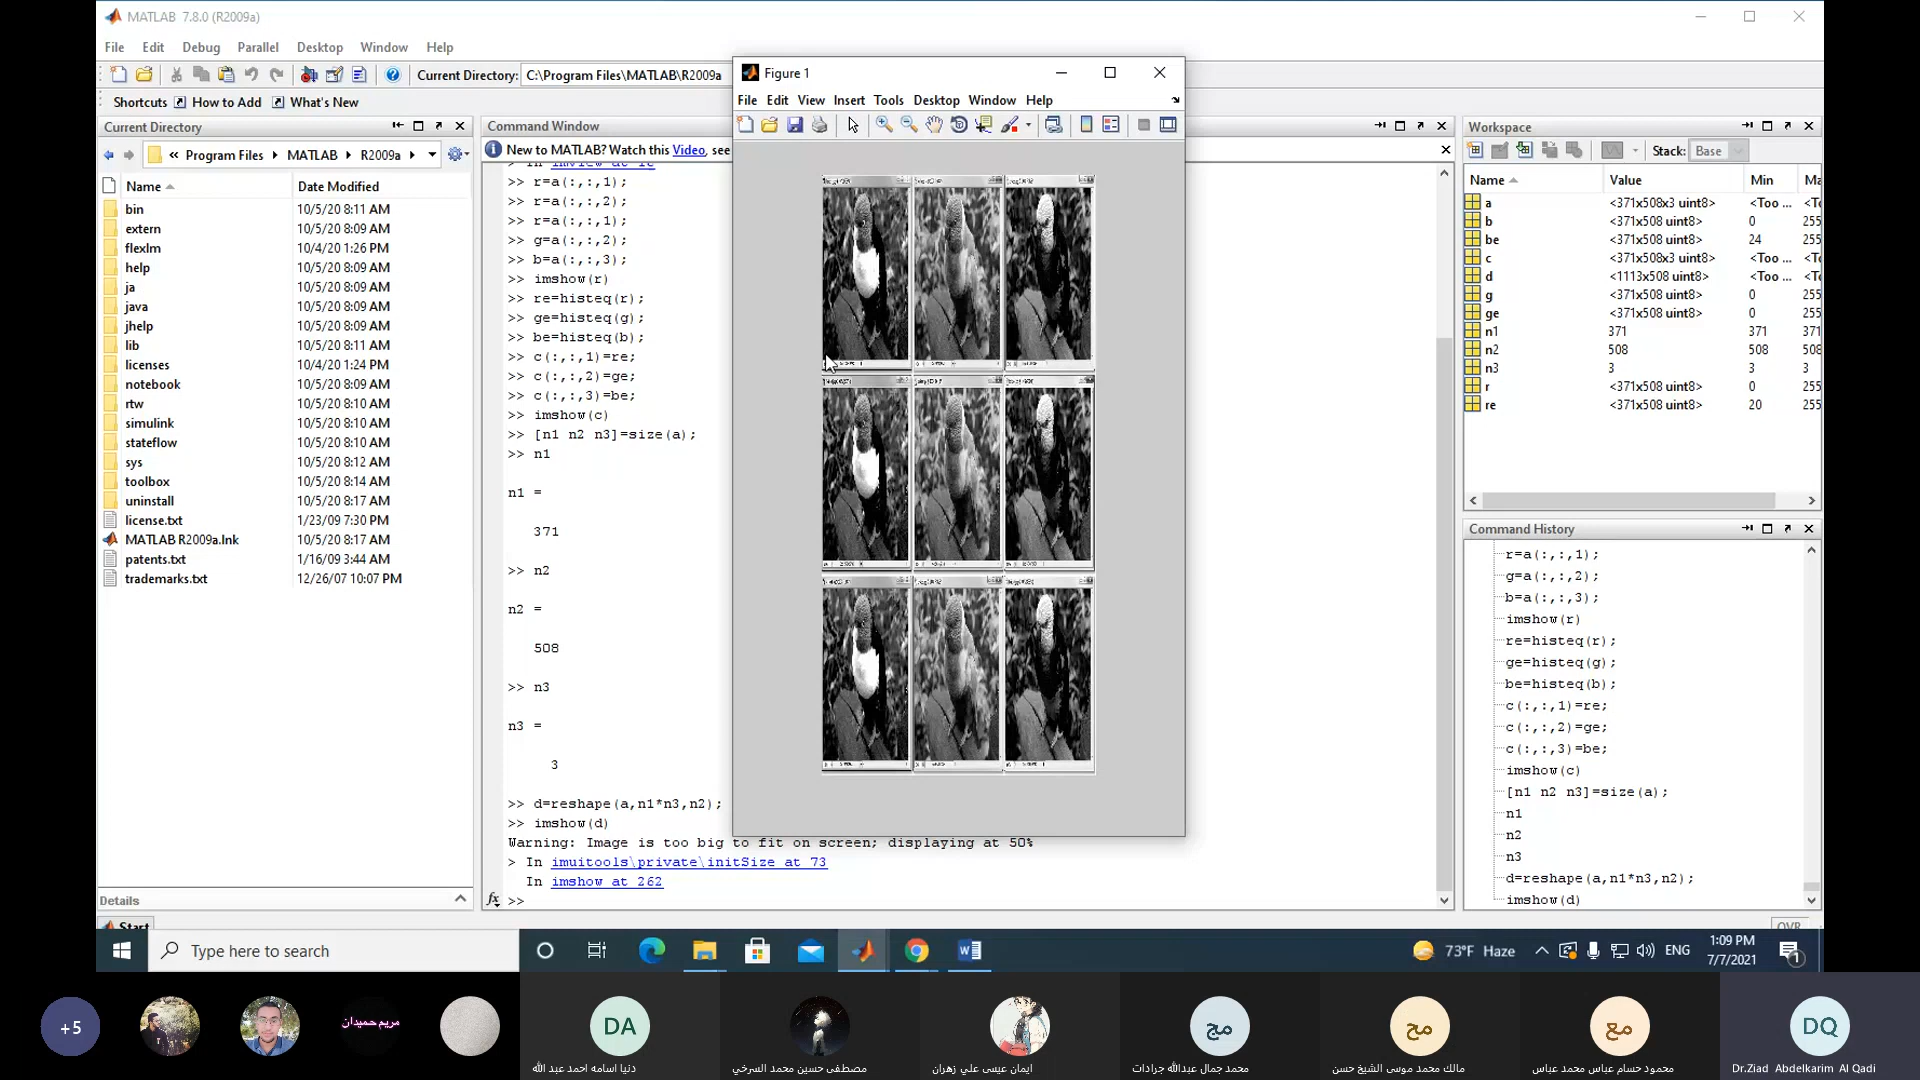 MATLAB 7.8.0 (R2009a)
File Edit Debug Parallel Desktop Window Help
Current Directory: C:\Program Files\MATLAB\R2009a
Shortcuts How to Add What's New
Current Directory
« Program Files MATLAB R2009a
Name Date Modified
bin 10/5/20 8:11 AM
extern 10/5/20 8:09 AM
flexlm 10/4/20 1:26 PM
help 10/5/20 8:09 AM
ja 10/5/20 8:09 AM
java 10/5/20 8:09 AM
jhelp 10/5/20 8:09 AM
lib 10/5/20 8:11 AM
licenses 10/4/20 1:24 PM
notebook 10/5/20 8:09 AM
rtw 10/5/20 8:10 AM
simulink 10/5/20 8:10 AM
stateflow 10/5/20 8:10 AM
sys 10/5/20 8:12 AM
toolbox 10/5/20 8:14 AM
uninstall 10/5/20 8:17 AM
license.txt 1/23/09 7:30 PM
MATLAB R2009a.lnk 10/5/20 8:17 AM
patents.txt 1/16/09 3:44 AM
trademarks.txt 12/26/07 10:07 PM
Details
Start
Command Window
New to MATLAB? Watch this Video, see
> In imview at 16
>> r=a(:,:,1);
>> r=a(:,:,2);
>> r=a(:,:,1);
>> g=a(:,:,2);
>> b=a(:,:,3);
>> imshow(r)
>> re=histeq(r);
>> ge=histeq(g);
>> be=histeq(b);
>> c(:,:,1)=re;
>> c(:,:,2)=ge;
>> c(:,:,3)=be;
>> imshow(c)
>> [n1 n2 n3]=size(a);
>> n1
n1 =
371
>> n2
n2 =
508
>> n3
n3 =
3
>> d=reshape(a,n1*n3,n2);
>> imshow(d)
Warning: Image is too big to fit on screen; displaying at 50%
> In imuitools\private\initSize at 73
In imshow at 262
fx >>
Figure 1
File Edit View Insert Tools Desktop Window Help
Workspace
Stack: Base
Name Value Min Ma
a <371x508x3 uint8> <Too ... <T
b <371x508 uint8> 0 255
be <371x508 uint8> 24 255
c <371x508x3 uint8> <Too ... <T
d <1113x508 uint8> <Too ... <T
g <371x508 uint8> 0 255
ge <371x508 uint8> 0 255
n1 371 371 371
n2 508 508 508
n3 3 3 3
r <371x508 uint8> 0 255
re <371x508 uint8> 20 255
Command History
r=a(:,:,1);
g=a(:,:,2);
b=a(:,:,3);
imshow(r)
re=histeq(r);
ge=histeq(g);
be=histeq(b);
c(:,:,1)=re;
c(:,:,2)=ge;
c(:,:,3)=be;
imshow(c)
[n1 n2 n3]=size(a);
n1
n2
n3
d=reshape(a,n1*n3,n2);
imshow(d)
OVR
Type here to search
73°F Haze ENG
1:09 PM
7/7/2021
1
+5
مريم حميدان
DA
دنيا اسامه احمد عبد الله
مصطفى حسين محمد السرخي
ايمان عيسى علي زهران
مج
محمد جمال عبدالله جرادات
مح
مالك محمد موسى الشيخ حسن
مع
محمود حسام عباس محمد عباس
DQ
Dr.Ziad Abdelkarim Al Qadi